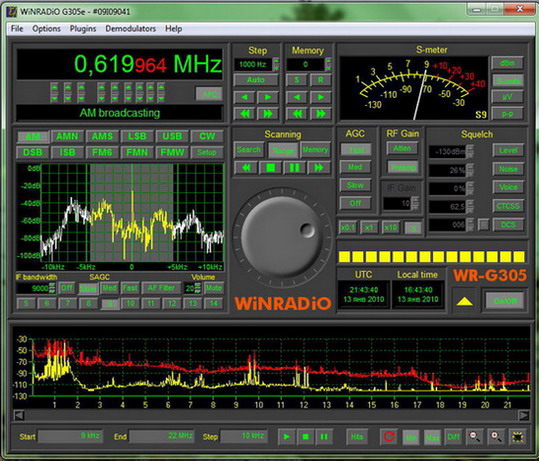 WiNRADiO G305e - #09I09041
File Options Plugins Demodulators Help
0,619964 MHz
AFC
AM broadcasting
Step
1000 Hz
Auto
Memory
0
S R
S-meter
1 3 5 7 9 +10 +20 +30 +40
-130 -110 -90 -70 -50 -30
S9
dBm
µV
P-P
AM AMN AMS LSB USB CW
DSB ISB FM6 FMN FMW Setup
Scanning
Search Memory
AGC
Fast
Med
Slow
Off
RF Gain
Atten
Preamp
IF Gain
10
x0.1 x1 x10
Squelch
-130dBm Level
26% Noise
0% Voice
62,5 CTCSS
006 DCS
-20dB
-40dB
-60dB
-80dB
-100dB
-10kHz -5kHz 0 +5kHz +10kHz
IF bandwidth SAGC Volume
9000 Off Slow Med Fast AF Filter 20 Mute
5 6 7 8 9 10 11 12 13 14
WiNRADiO
WR-G305
UTC
21:43:40
13 янв 2010
Local time
16:43:40
13 янв 2010
On/Off
-30
-50
-70
-90
-110
-130
1 2 3 4 5 6 7 8 9 10 11 12 13 14 15 16 17 18 19 20 21
Start 9 kHz End 22 MHz Step 10 kHz Hits Min Max Diff